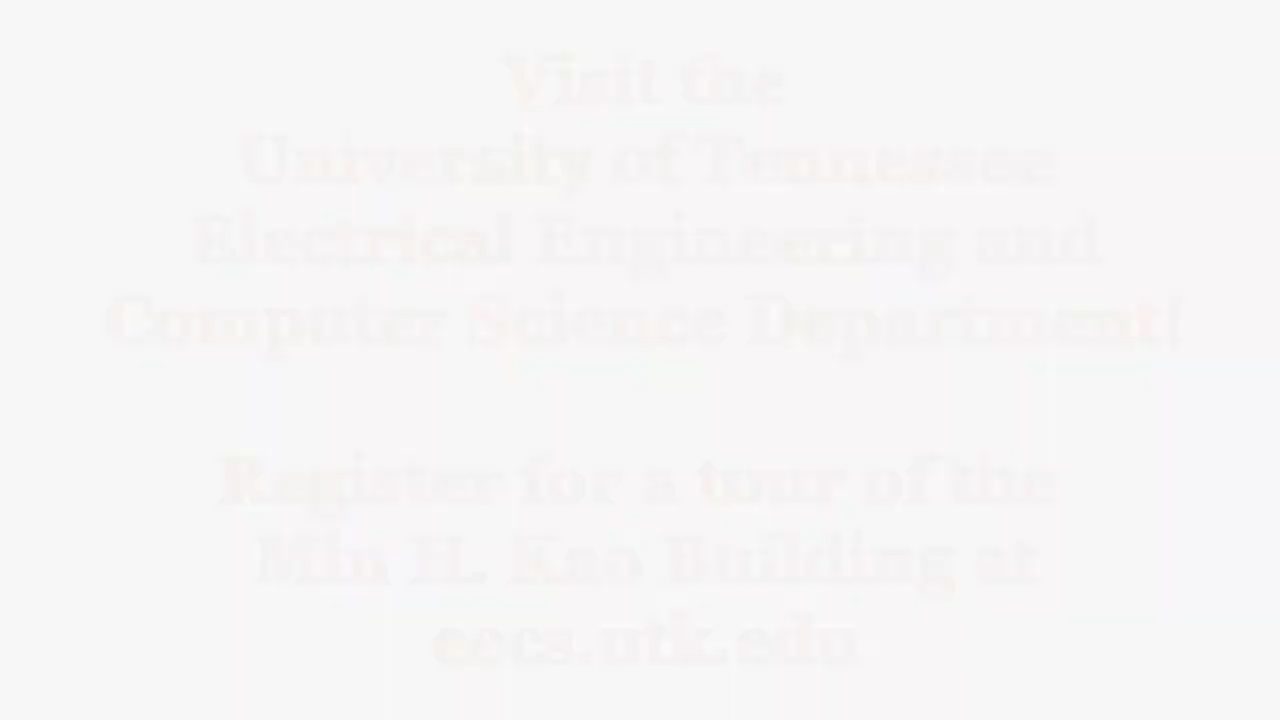 Visit the
University of Tennessee
Electrical Engineering and
Computer Science Department!
Register for a tour of the
Min H. Kao Building at
eecs.utk.edu